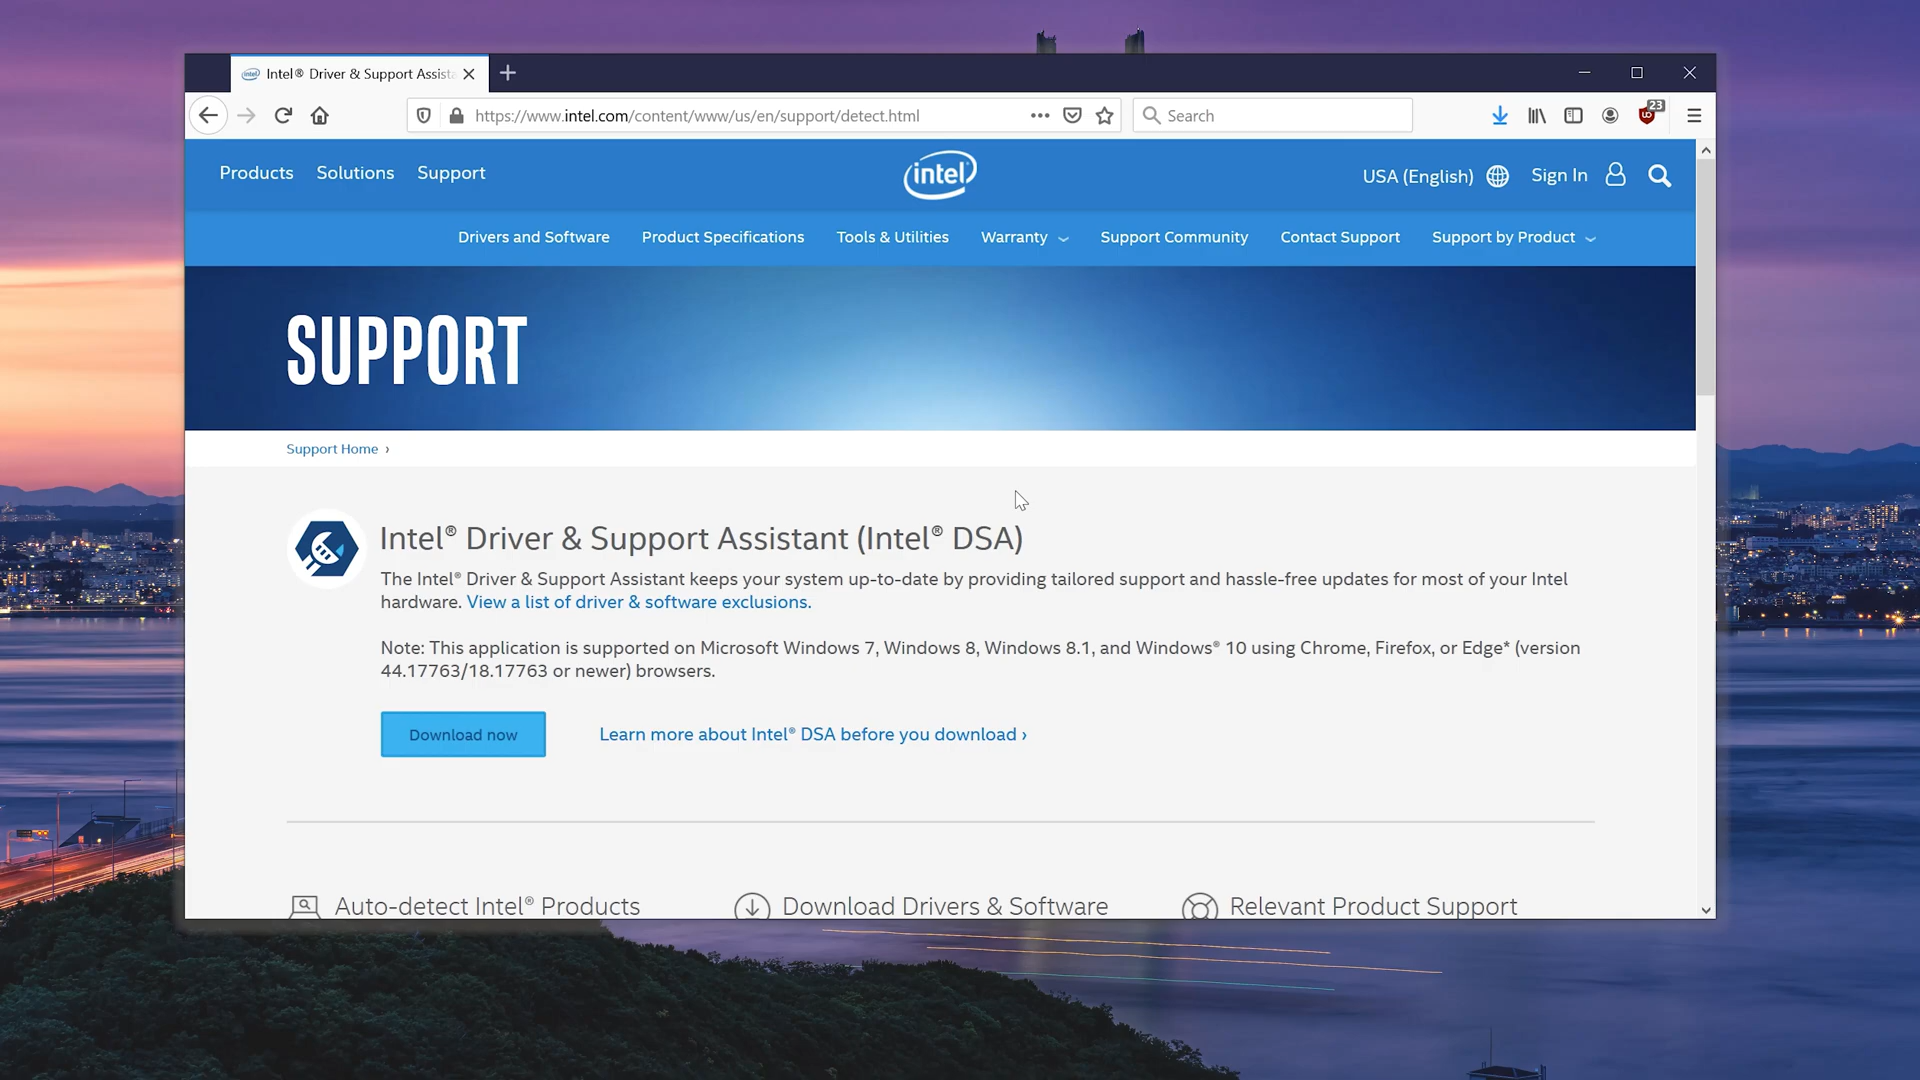 Intel® Driver & Support Assista
https://www.intel.com/content/www/us/en/support/detect.html
Search
23
Products
Solutions
Support
intel
USA (English)
Sign In
Drivers and Software
Product Specifications
Tools & Utilities
Warranty
Support Community
Contact Support
Support by Product
SUPPORT
Support Home ›
Intel® Driver & Support Assistant (Intel® DSA)
The Intel® Driver & Support Assistant keeps your system up-to-date by providing tailored support and hassle-free updates for most of your Intel
hardware. View a list of driver & software exclusions.
Note: This application is supported on Microsoft Windows 7, Windows 8, Windows 8.1, and Windows® 10 using Chrome, Firefox, or Edge* (version
44.17763/18.17763 or newer) browsers.
Download now
Learn more about Intel® DSA before you download ›
Auto-detect Intel® Products
Download Drivers & Software
Relevant Product Support